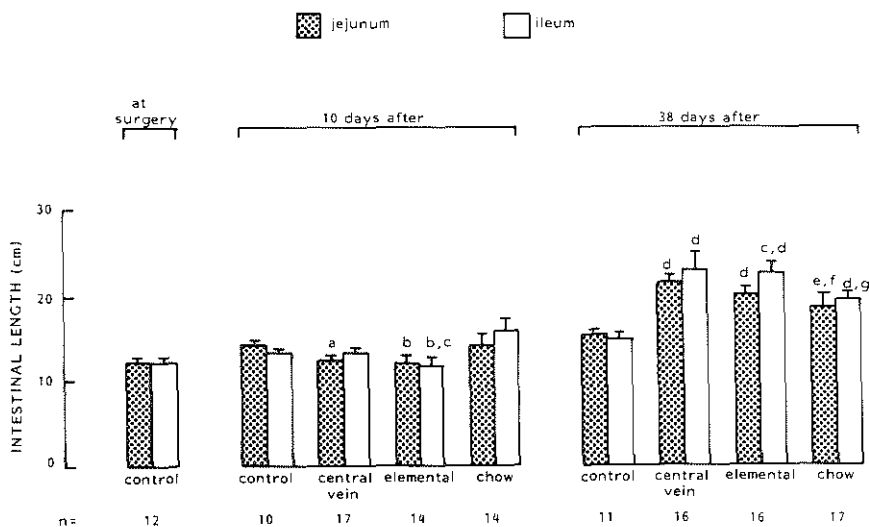 jejunum ileum
at
surgery
10 days after
38 days after
INTESTINAL LENGTH (cm)
30
20
10
0
a
b
b,c
d
d
d
c,d
e,f
d,g
control
control central elemental chow
vein
control central elemental chow
vein
n= 12 10 17 14 14 11 16 16 17